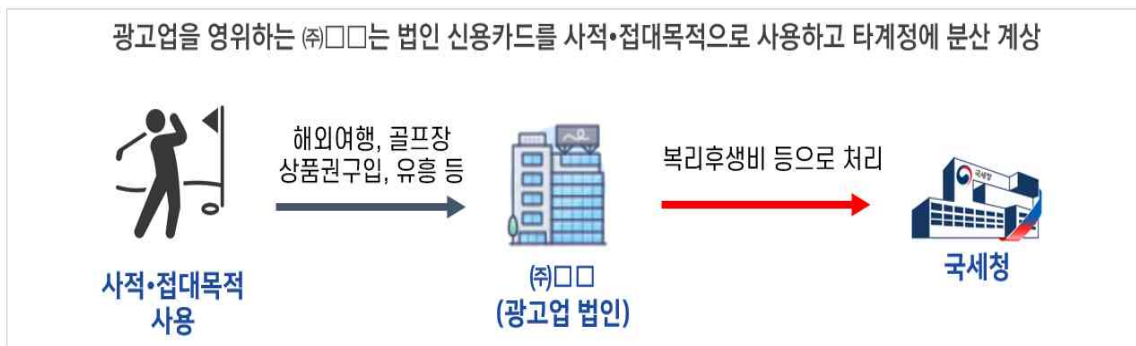 광고업을 영위하는 ㈜□□는 법인 신용카드를 사적•접대목적으로 사용하고 타계정에 분산 계상
해외여행, 골프장
상품권구입, 유흥 등
복리후생비 등으로 처리
국세청
사적•접대목적
사용
㈜□□
(광고업 법인)
국세청